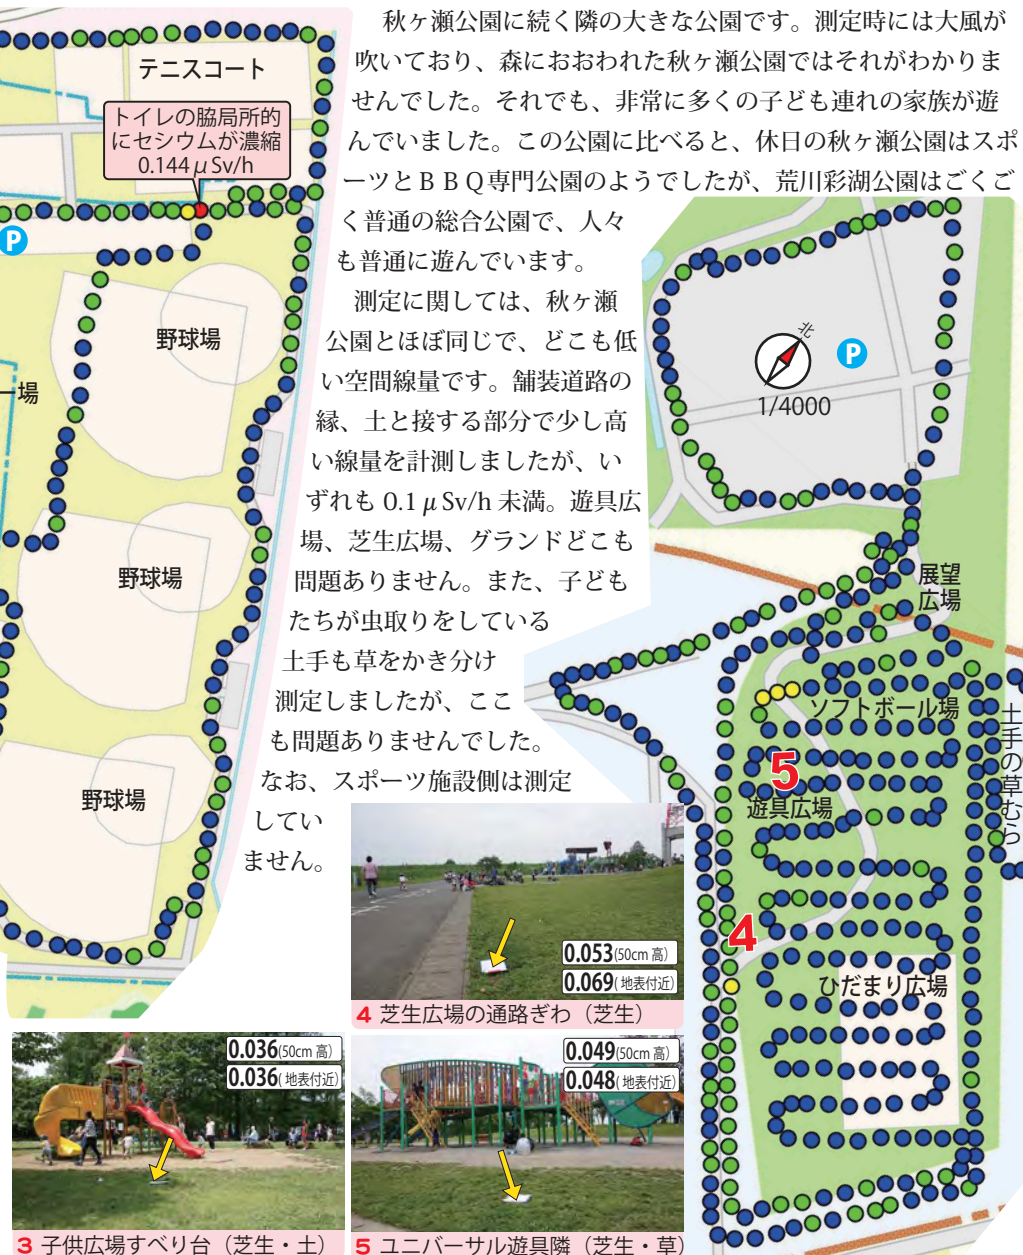 秋ヶ瀬公園に続く隣の大きな公園です。測定時には大風が
吹いており、森におおわれた秋ヶ瀬公園ではそれがわかりま
せんでした。それでも、非常に多くの子ども連れの家族が遊
んでいました。この公園に比べると、休日の秋ヶ瀬公園はスポ
ーツとＢＢＱ専門公園のようでしたが、荒川彩湖公園はごくご
く普通の総合公園で、人々
も普通に遊んでいます。
測定に関しては、秋ヶ瀬
公園とほぼ同じで、どこも低
い空間線量です。舗装道路の
縁、土と接する部分で少し高
い線量を計測しましたが、い
ずれも 0.1 μ Sv/h 未満。遊具広
場、芝生広場、グランドどこも
問題ありません。また、子ども
たちが虫取りをしている
土手も草をかき分け
測定しましたが、ここ
も問題ありませんでした。
なお、スポーツ施設側は測定
してい
ません。
テニスコート
トイレの脇局所的
にセシウムが濃縮
0.144 μ Sv/h
P
野球場
ー場
野球場
野球場
北
P
1/4000
展望
広場
ソフトボール場
土手の草むら
5
遊具広場
4
ひだまり広場
0.053(50cm 高)
0.069( 地表付近)
4 芝生広場の通路ぎわ（芝生）
0.036(50cm 高)
0.036( 地表付近)
3 子供広場すべり台（芝生・土）
0.049(50cm 高)
0.048( 地表付近)
5 ユニバーサル遊具隣（芝生・草）